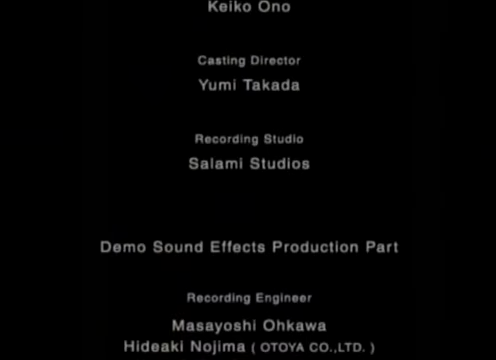 Keiko Ono
Casting Director
Yumi Takada
Recording Studio
Salami Studios
Demo Sound Effects Production Part
Recording Engineer
Masayoshi Ohkawa
Hideaki Nojima ( OTOYA CO.,LTD. )